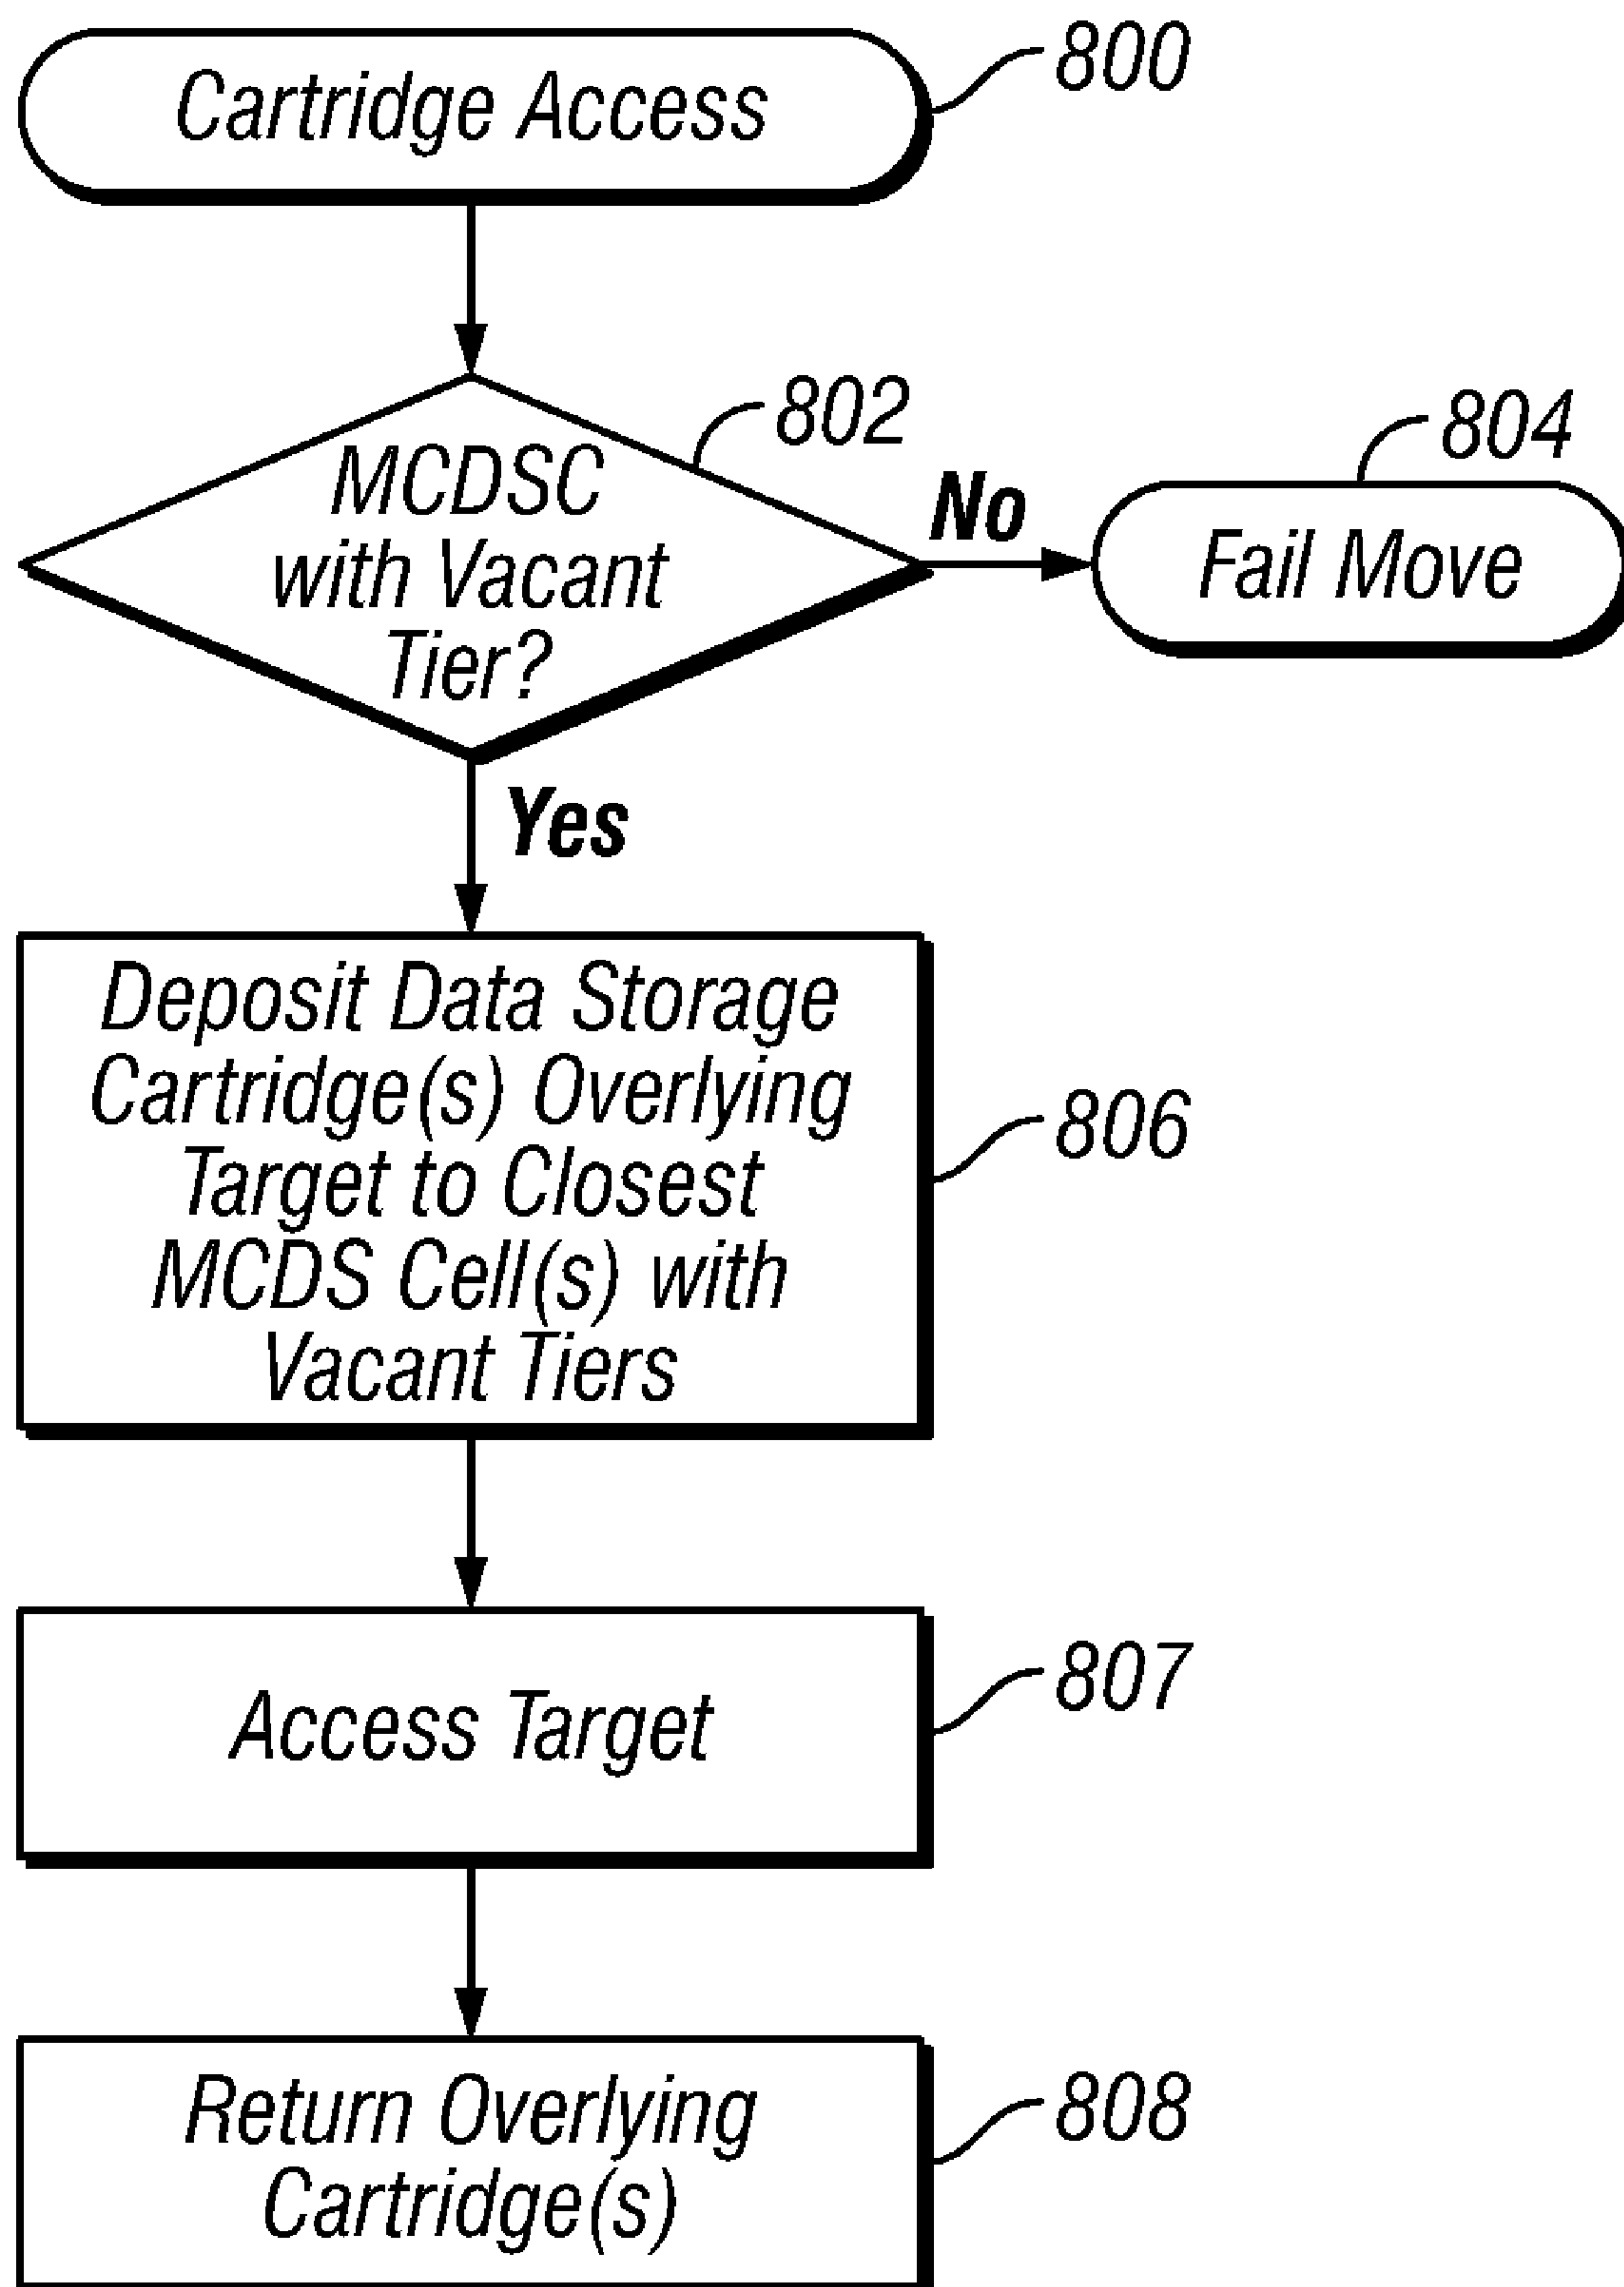 Cartridge Access
800
802
MCDSC
with Vacant
Tier?
No
804
Fail Move
Yes
Deposit Data Storage
Cartridge(s) Overlying
Target to Closest
MCDS Cell(s) with
Vacant Tiers
806
Access Target
807
Return Overlying
Cartridge(s)
808